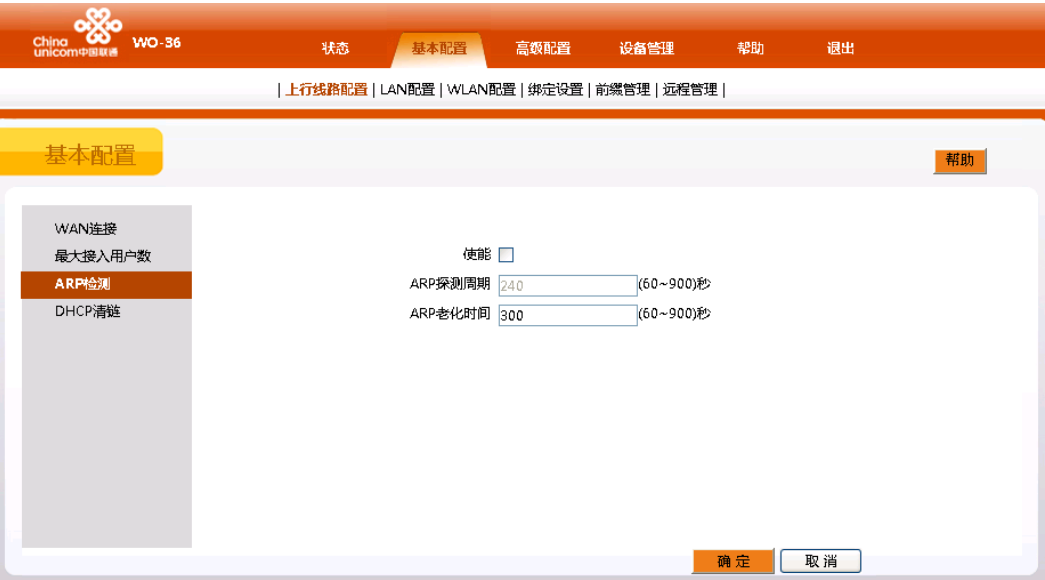 China
unicom中国联通
WO-36
状态 基本配置 高级配置 设备管理 帮助 退出
| 上行线路配置 | LAN配置 | WLAN配置 | 绑定设置 | 前缀管理 | 远程管理 |
基本配置
帮助
WAN连接
最大接入用户数
ARP检测
DHCP清链
使能
ARP探测周期 240 (60~900)秒
ARP老化时间 300 (60~900)秒
确定 取消